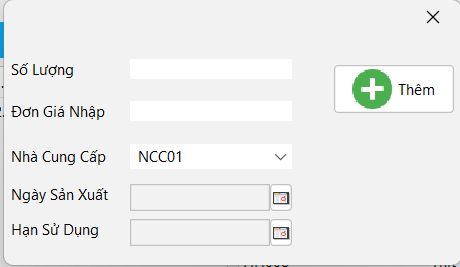 Số Lượng
Thêm
Đơn Giá Nhập
Nhà Cung Cấp NCC01
Ngày Sản Xuất
Hạn Sử Dụng